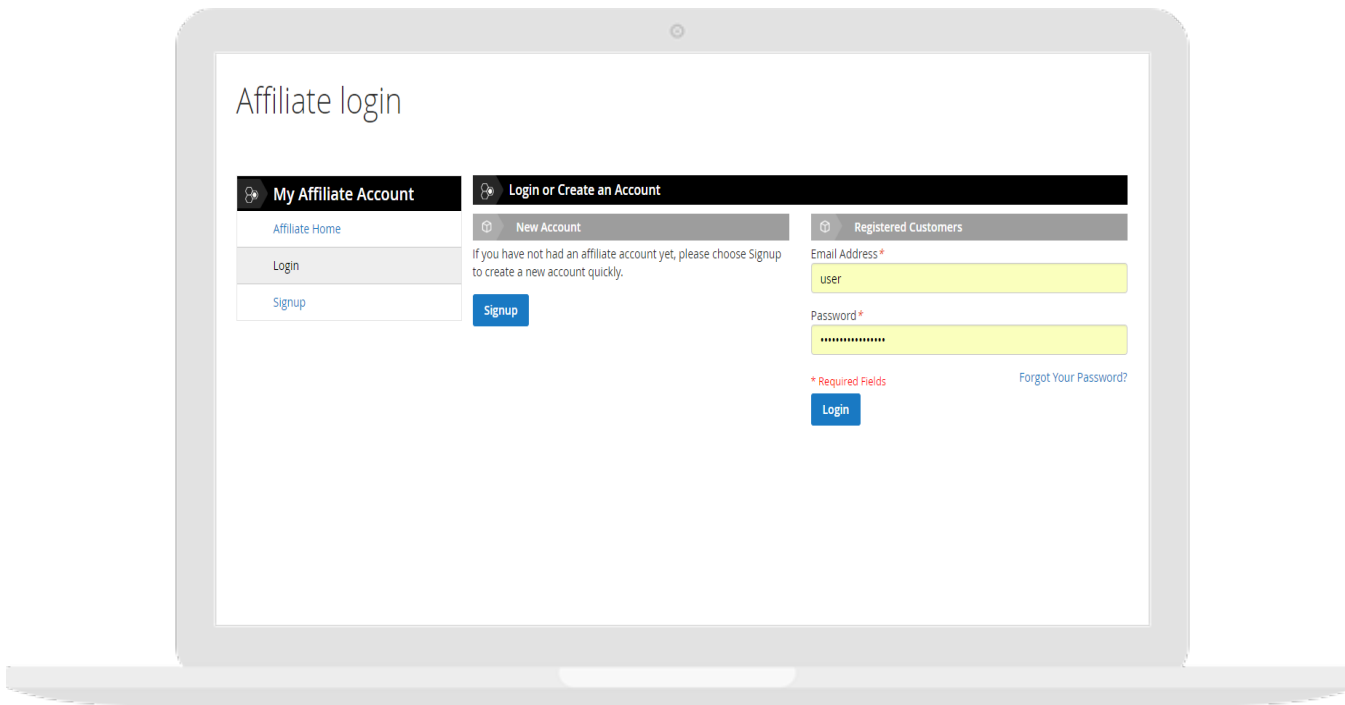 Affiliate login
My Affiliate Account
Affiliate Home
Login
Signup
Login or Create an Account
New Account
If you have not had an affiliate account yet, please choose Signup
to create a new account quickly.
Signup
Registered Customers
Email Address*
user
Password*
••••••••••••••••
* Required Fields
Forgot Your Password?
Login